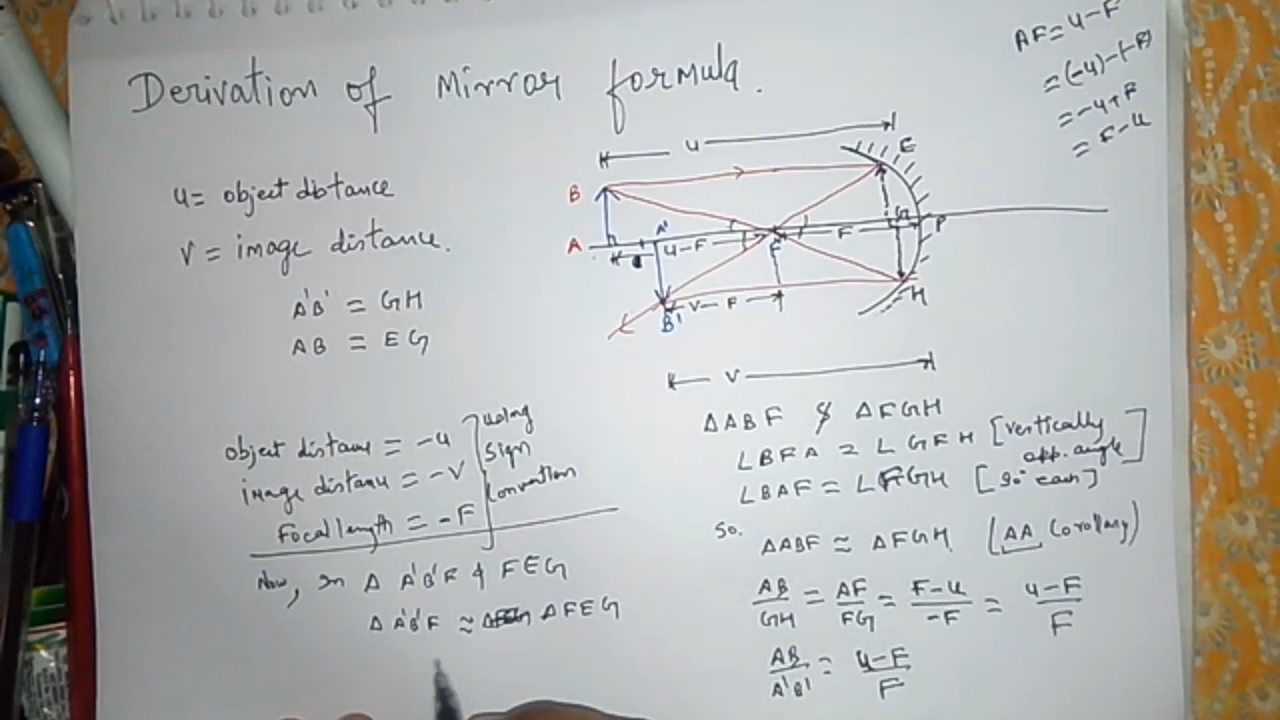 Derivation of Mirror formula.
AF = u-F
= (-u)-(-F)
= -u+F
= F-u
u = object distance
v = image distance.
A'B' = GH
AB = EG
u
E
B
A
A'
u-F
F
F
G
P
B'
v-F
H
v
object distance = -u
image distance = -v
Focal length = -F
using
sign
convention
Now, In Δ A'B'F & FEG
Δ A'B'F ≈ ΔFEG
ΔABF & ΔFGH
∠BFA = ∠GFH [vertically
opp. angle]
∠BAF = ∠FGH [90° each]
So.
ΔABF ≈ ΔFGH (AA Corollary)
AB/GH = AF/FG = F-u/-F = u-F/F
AB/A'B' = u-F/F